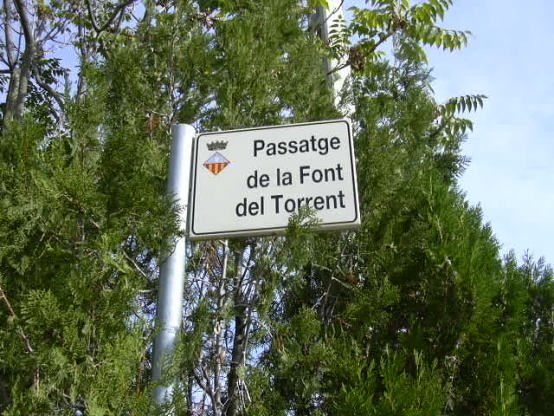 Passatge
de la Font
del Torrent